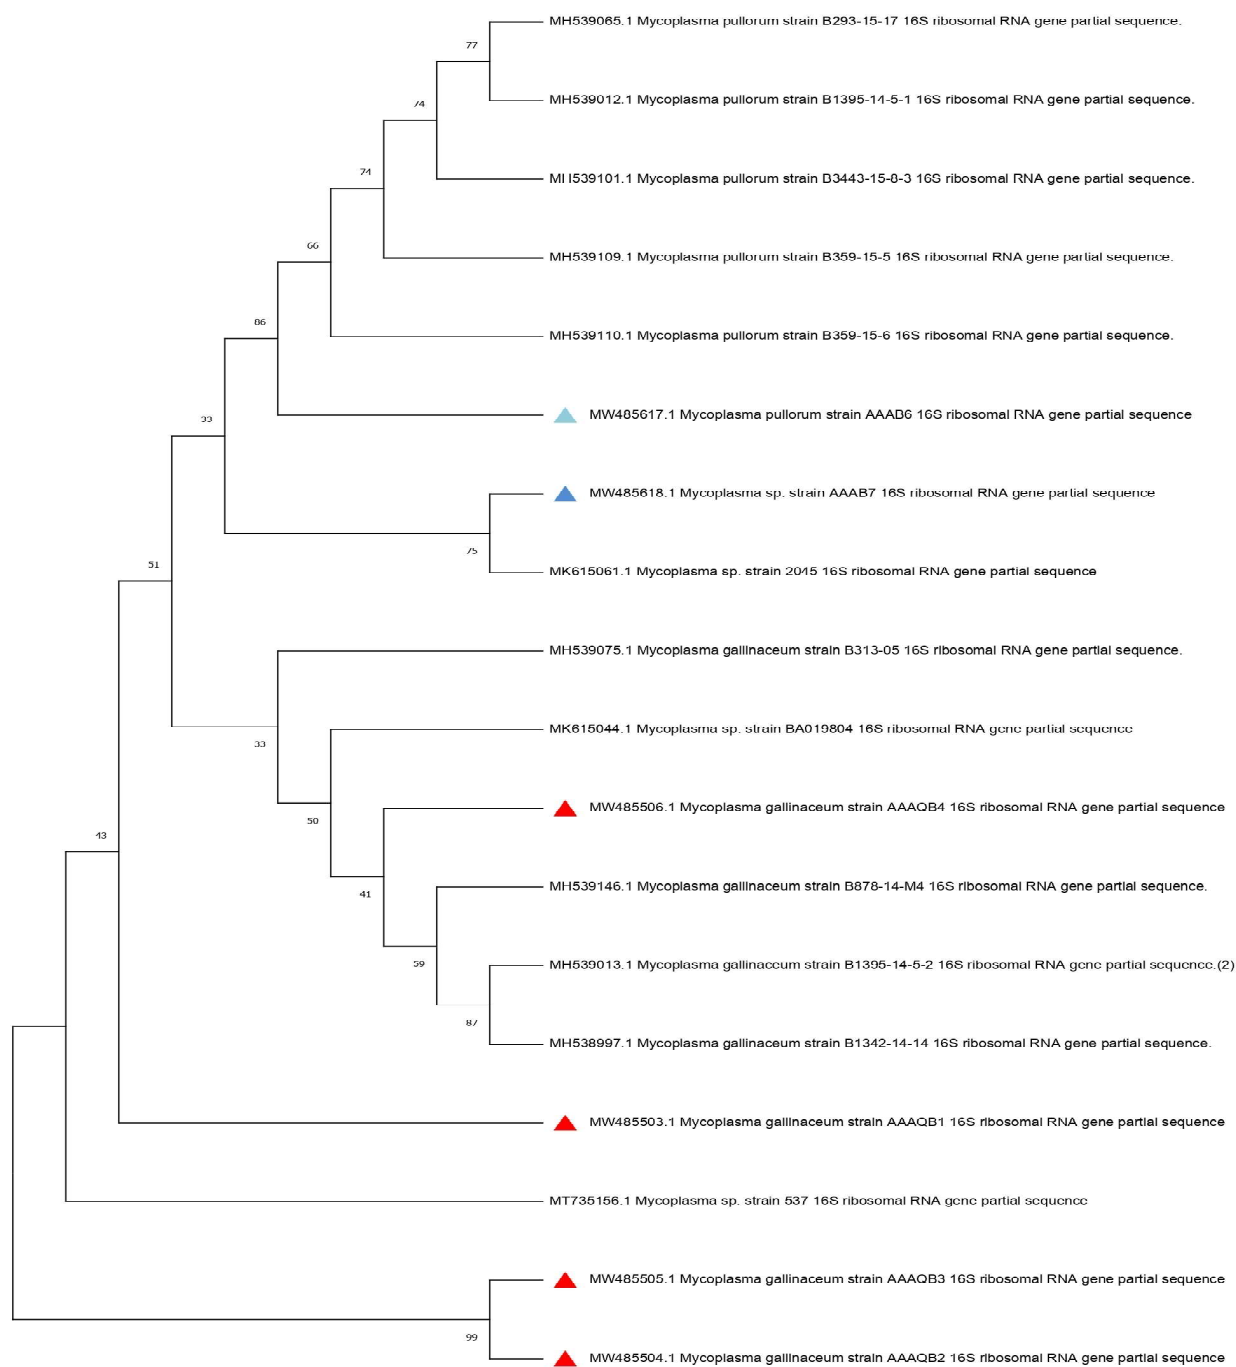 MH539065.1 Mycoplasma pullorum strain B293-15-17 16S ribosomal RNA gene partial sequence.
77
MH539012.1 Mycoplasma pullorum strain B1395-14-5-1 16S ribosomal RNA gene partial sequence.
74
MH539101.1 Mycoplasma pullorum strain B3443-15-8-3 16S ribosomal RNA gene partial sequence.
74
MH539109.1 Mycoplasma pullorum strain B359-15-5 16S ribosomal RNA gene partial sequence.
66
MH539110.1 Mycoplasma pullorum strain B359-15-6 16S ribosomal RNA gene partial sequence.
86
MW485617.1 Mycoplasma pullorum strain AAAB6 16S ribosomal RNA gene partial sequence
33
MW485618.1 Mycoplasma sp. strain AAAB7 16S ribosomal RNA gene partial sequence
75
MK615061.1 Mycoplasma sp. strain 2045 16S ribosomal RNA gene partial sequence
51
MH539075.1 Mycoplasma gallinaceum strain B313-05 16S ribosomal RNA gene partial sequence.
MK615044.1 Mycoplasma sp. strain BA019804 16S ribosomal RNA gene partial sequence
33
MW485506.1 Mycoplasma gallinaceum strain AAAQB4 16S ribosomal RNA gene partial sequence
50
43
MH539146.1 Mycoplasma gallinaceum strain B878-14-M4 16S ribosomal RNA gene partial sequence.
41
MH539013.1 Mycoplasma gallinaceum strain B1395-14-5-2 16S ribosomal RNA gene partial sequence.(2)
59
87
MH538997.1 Mycoplasma gallinaceum strain B1342-14-14 16S ribosomal RNA gene partial sequence.
MW485503.1 Mycoplasma gallinaceum strain AAAQB1 16S ribosomal RNA gene partial sequence
MT735156.1 Mycoplasma sp. strain 537 16S ribosomal RNA gene partial sequence
MW485505.1 Mycoplasma gallinaceum strain AAAQB3 16S ribosomal RNA gene partial sequence
99
MW485504.1 Mycoplasma gallinaceum strain AAAQB2 16S ribosomal RNA gene partial sequence